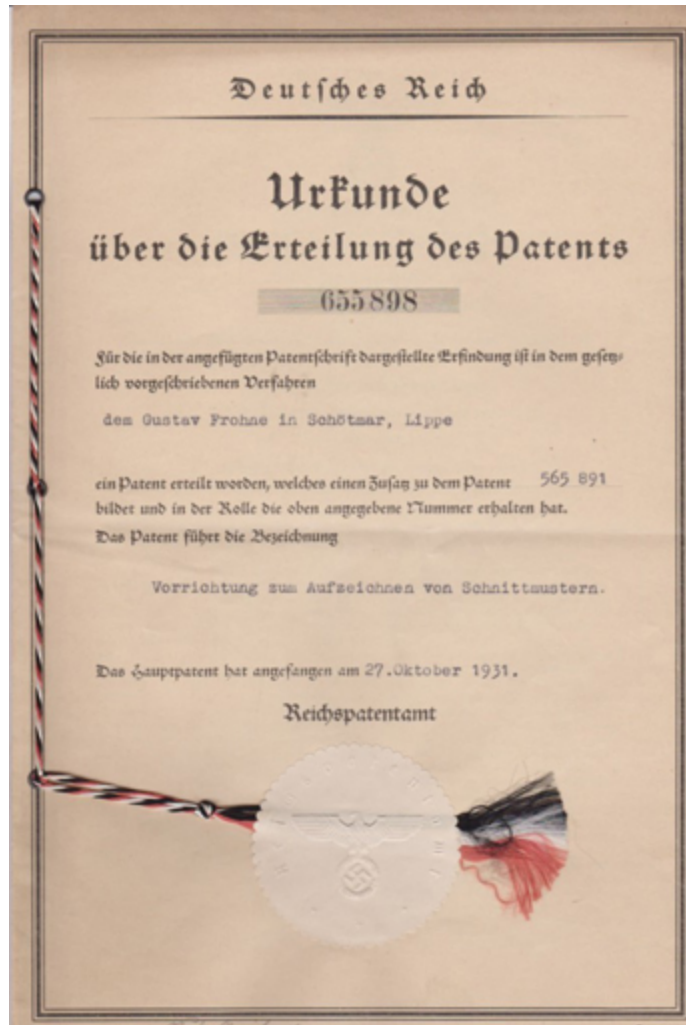 Deutsches Reich
Urkunde
über die Erteilung des Patents
655898
Für die in der angefügten Patentschrift dargestellte Erfindung ist in dem gesetz-
lich vorgeschriebenen Verfahren
dem Gustav Frohne in Schötmar, Lippe
ein Patent erteilt worden, welches einen Zusatz zu dem Patent 565 891
bildet und in der Rolle die oben angegebene Nummer erhalten hat.
Das Patent führt die Bezeichnung
Vorrichtung zum Aufzeichnen von Schnittmustern.
Das Hauptpatent hat angefangen am 27.Oktober 1931.
Reichspatentamt